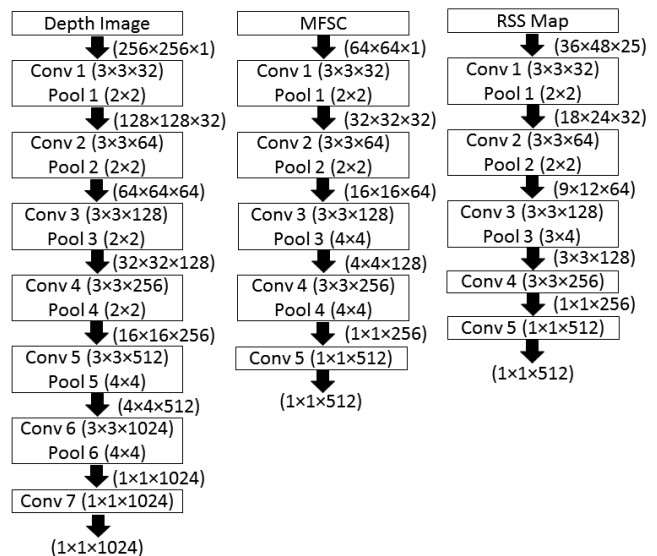 Depth Image
(256×256×1)
Conv 1 (3×3×32)
Pool 1 (2×2)
(128×128×32)
Conv 2 (3×3×64)
Pool 2 (2×2)
(64×64×64)
Conv 3 (3×3×128)
Pool 3 (2×2)
(32×32×128)
Conv 4 (3×3×256)
Pool 4 (2×2)
(16×16×256)
Conv 5 (3×3×512)
Pool 5 (4×4)
(4×4×512)
Conv 6 (3×3×1024)
Pool 6 (4×4)
(1×1×1024)
Conv 7 (1×1×1024)
(1×1×1024)
MFSC
(64×64×1)
Conv 1 (3×3×32)
Pool 1 (2×2)
(32×32×32)
Conv 2 (3×3×64)
Pool 2 (2×2)
(16×16×64)
Conv 3 (3×3×128)
Pool 3 (4×4)
(4×4×128)
Conv 4 (3×3×256)
Pool 4 (4×4)
(1×1×256)
Conv 5 (1×1×512)
(1×1×512)
RSS Map
(36×48×25)
Conv 1 (3×3×32)
Pool 1 (2×2)
(18×24×32)
Conv 2 (3×3×64)
Pool 2 (2×2)
(9×12×64)
Conv 3 (3×3×128)
Pool 3 (3×4)
(3×3×128)
Conv 4 (3×3×256)
(1×1×256)
Conv 5 (1×1×512)
(1×1×512)